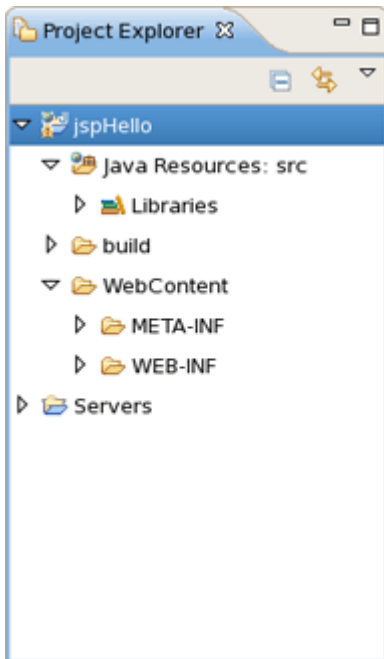 Project Explorer
jspHello
Java Resources: src
Libraries
build
WebContent
META-INF
WEB-INF
Servers